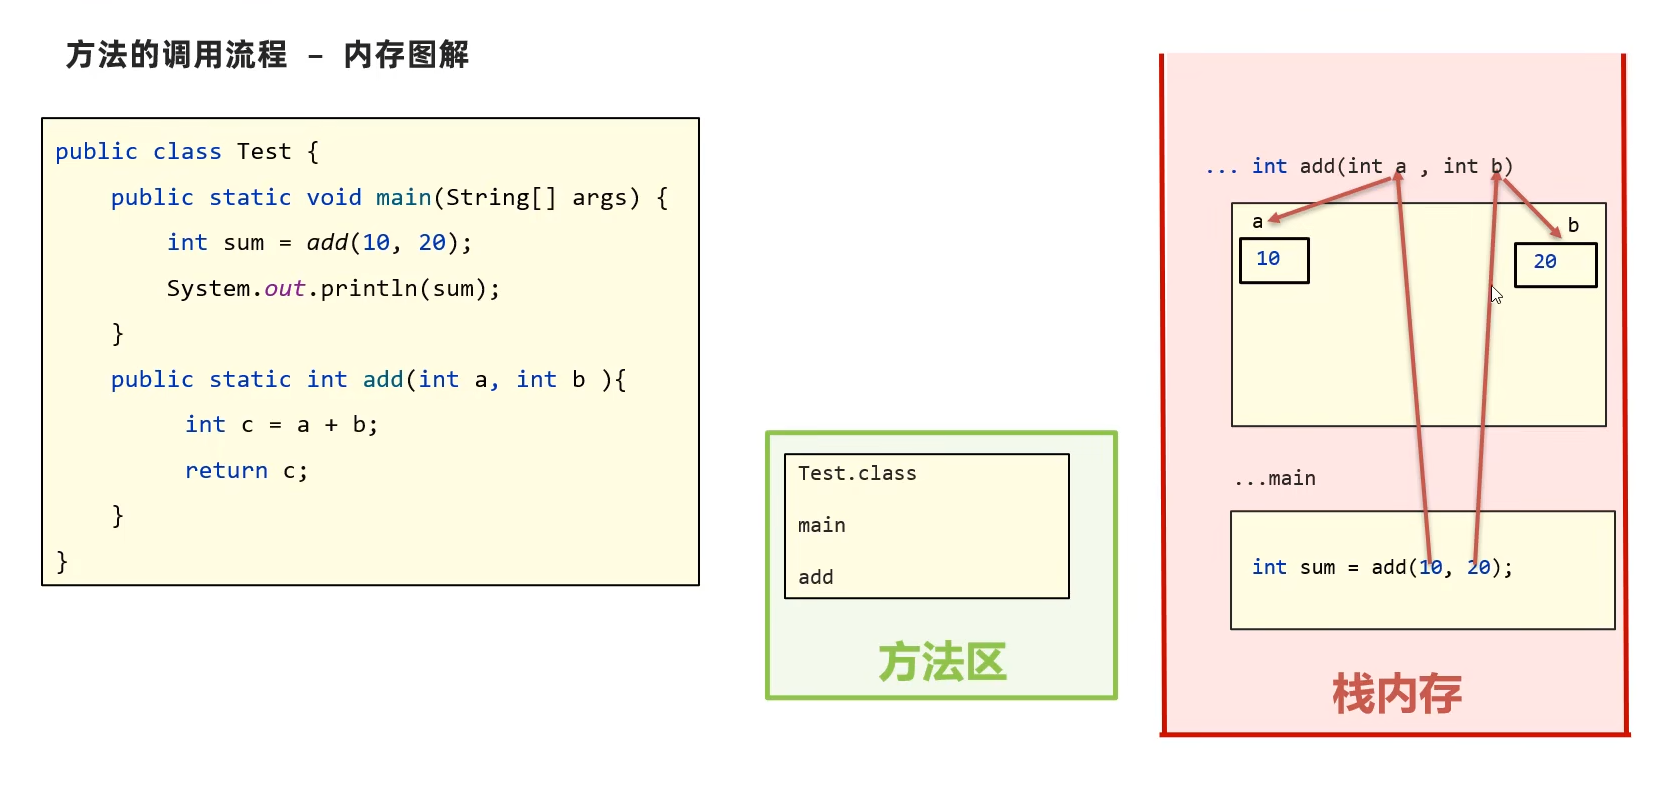 方法的调用流程 – 内存图解
public class Test {
public static void main(String[] args) {
int sum = add(10, 20);
System.out.println(sum);
}
public static int add(int a, int b ){
int c = a + b;
return c;
}
}
Test.class
main
add
方法区
... int add(int a , int b)
a
b
10
20
...main
int sum = add(10, 20);
栈内存